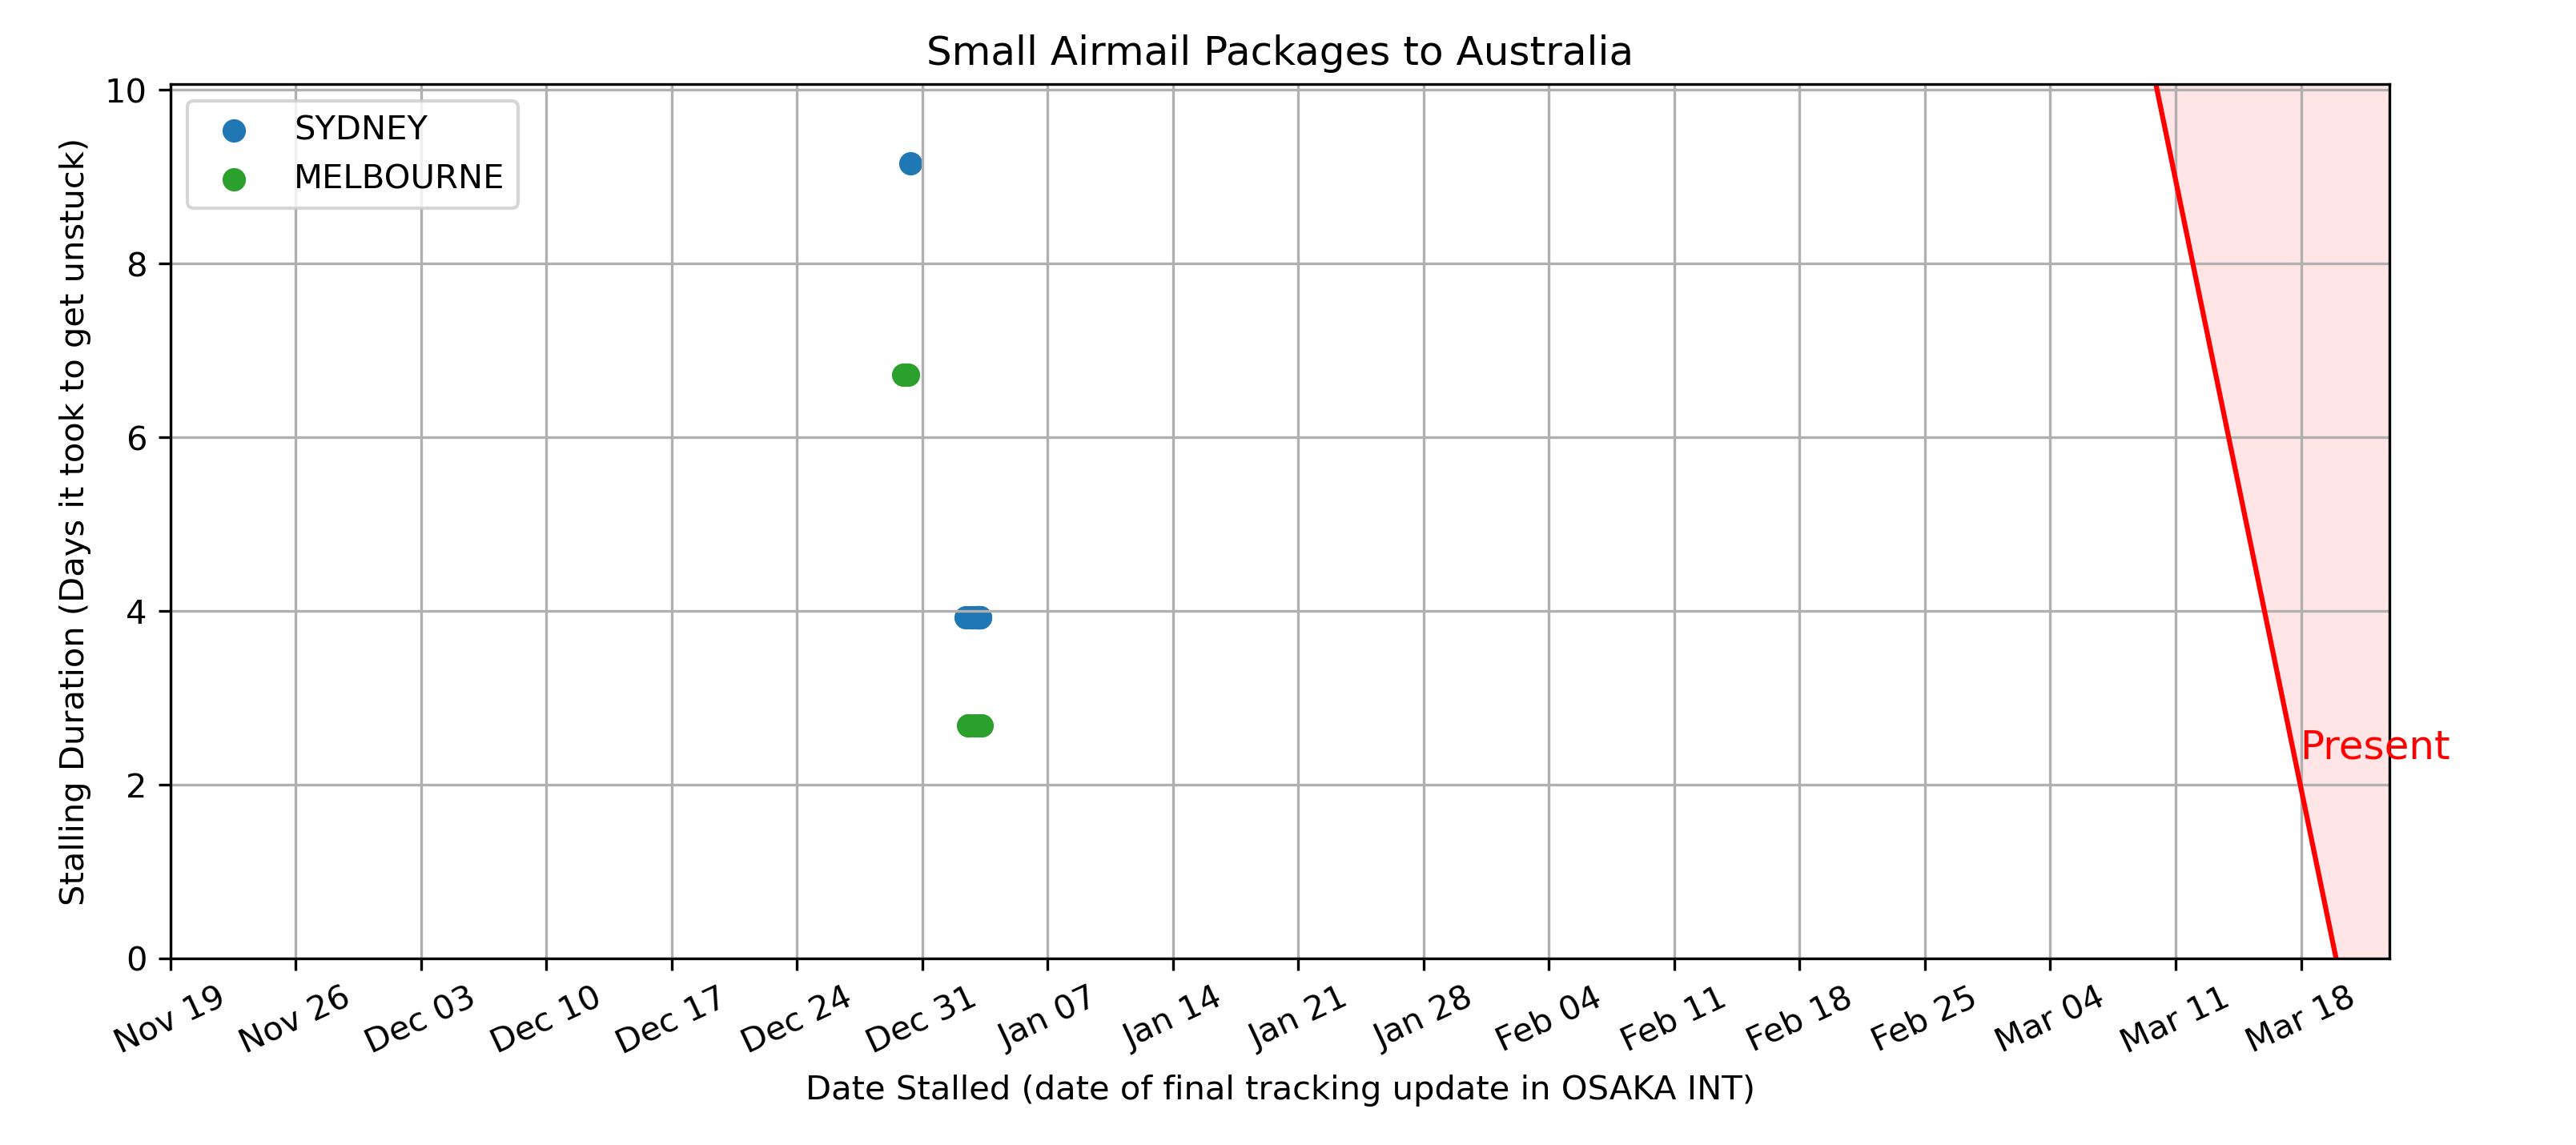 Small Airmail Packages to Australia
SYDNEY
MELBOURNE
Stalling Duration (Days it took to get unstuck)
10
8
6
4
2
0
Present
Nov 19
Nov 26
Dec 03
Dec 10
Dec 17
Dec 24
Dec 31
Jan 07
Jan 14
Jan 21
Jan 28
Feb 04
Feb 11
Feb 18
Feb 25
Mar 04
Mar 11
Mar 18
Date Stalled (date of final tracking update in OSAKA INT)